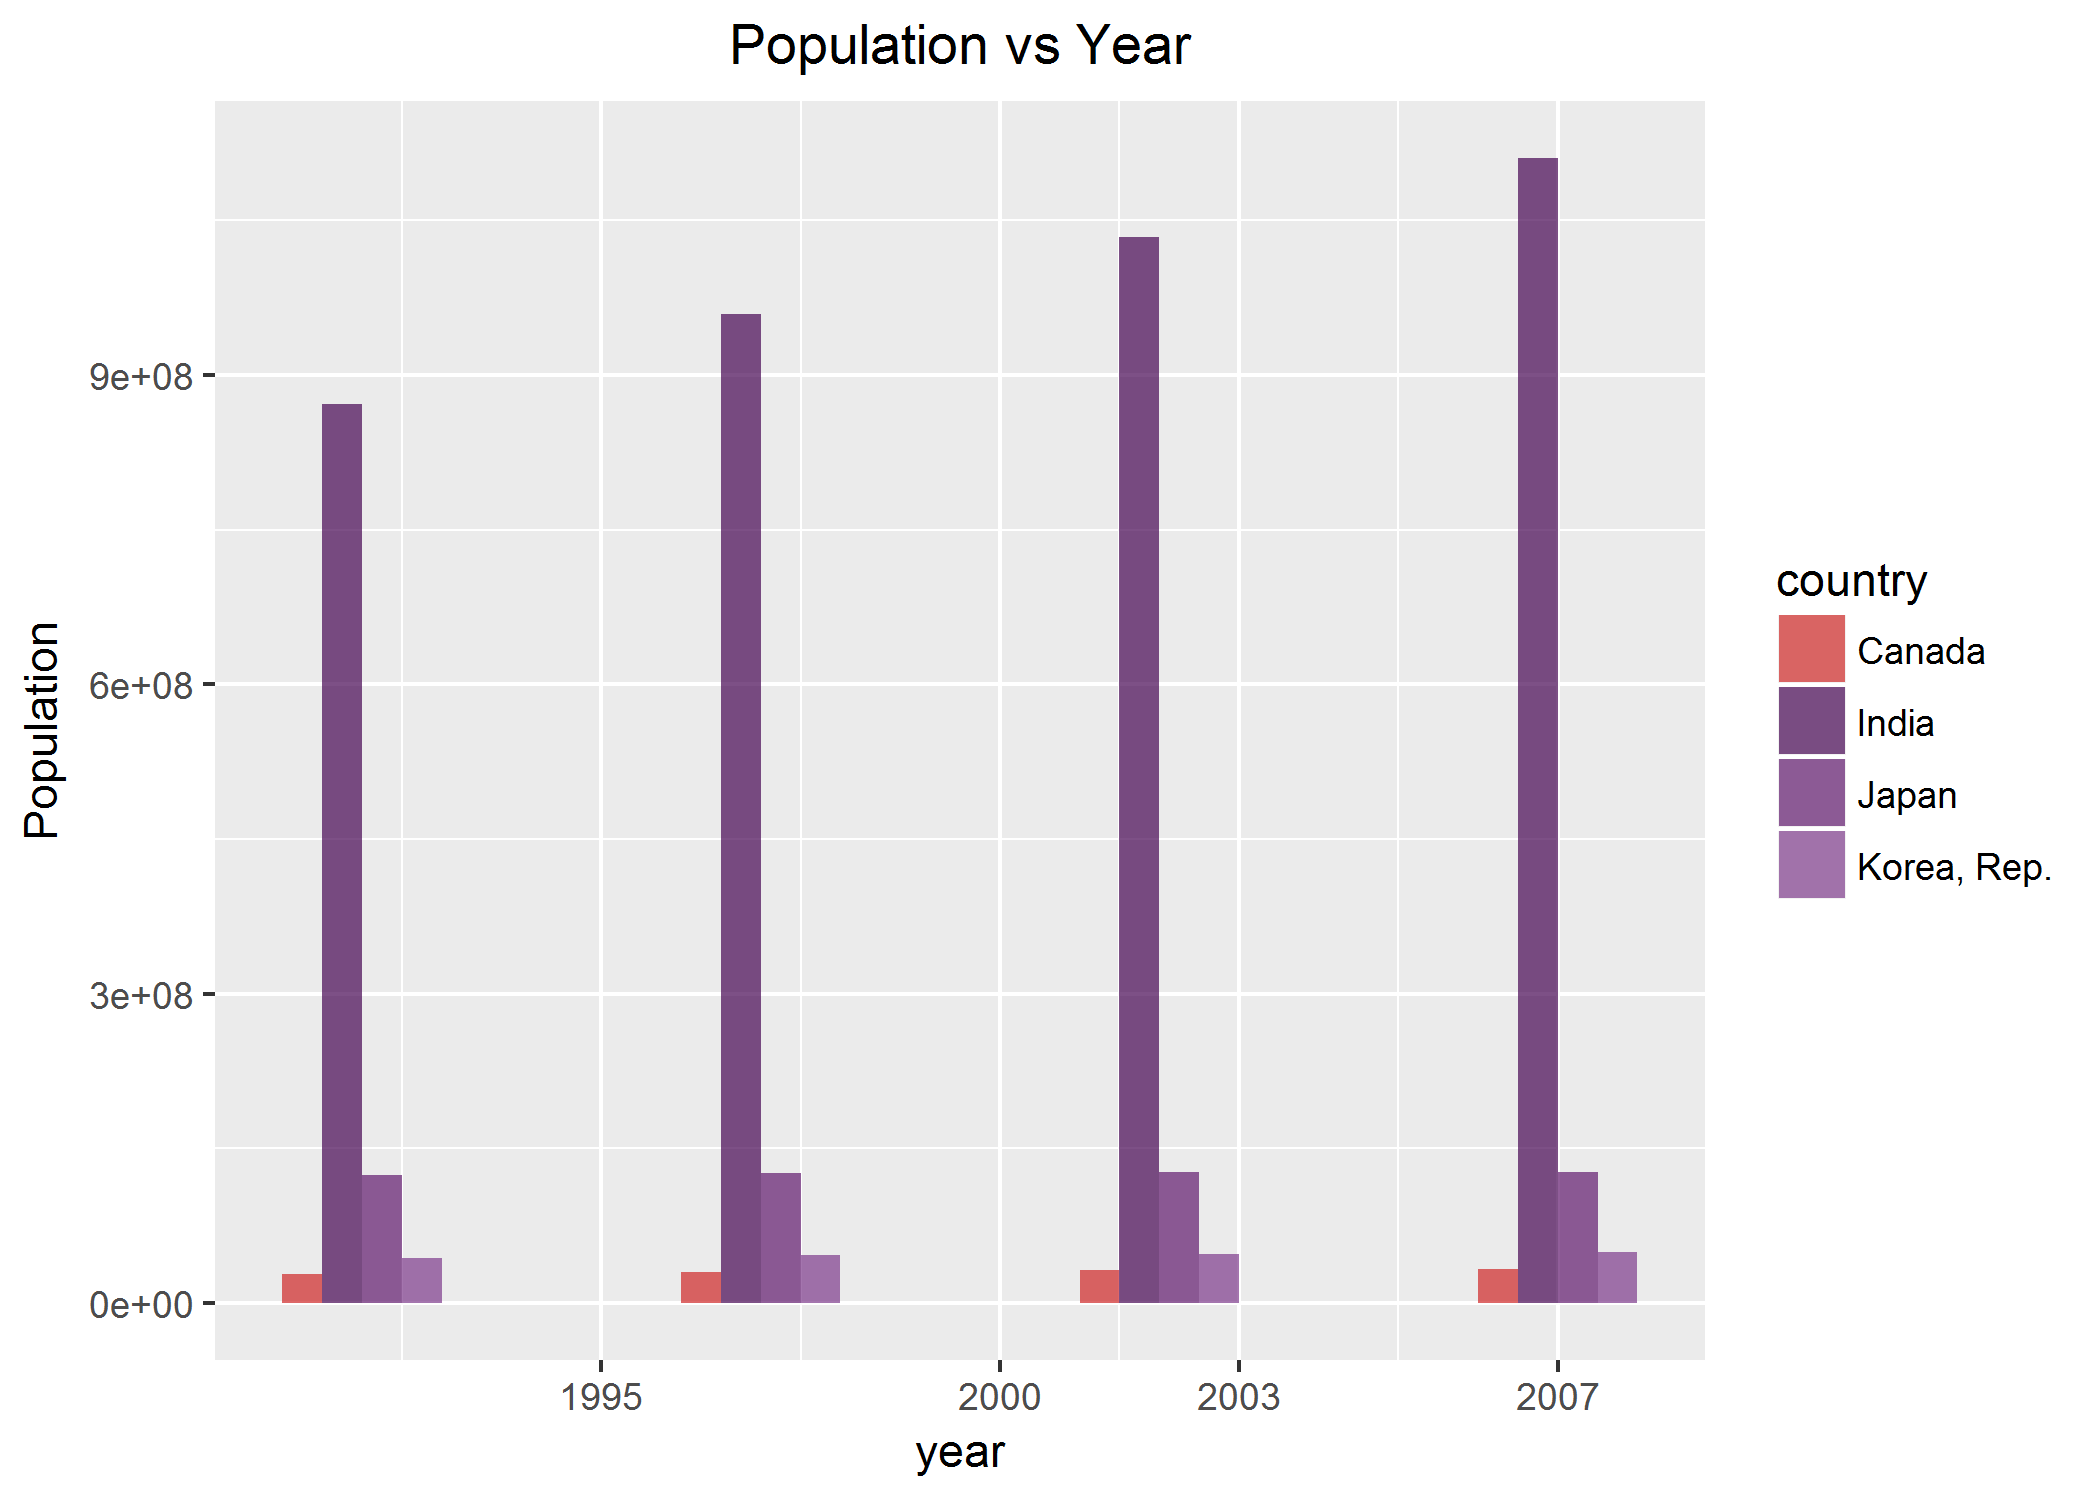 Population vs Year
Population
9e+08
6e+08
3e+08
0e+00
1995
2000
2003
2007
year
country
Canada
India
Japan
Korea, Rep.